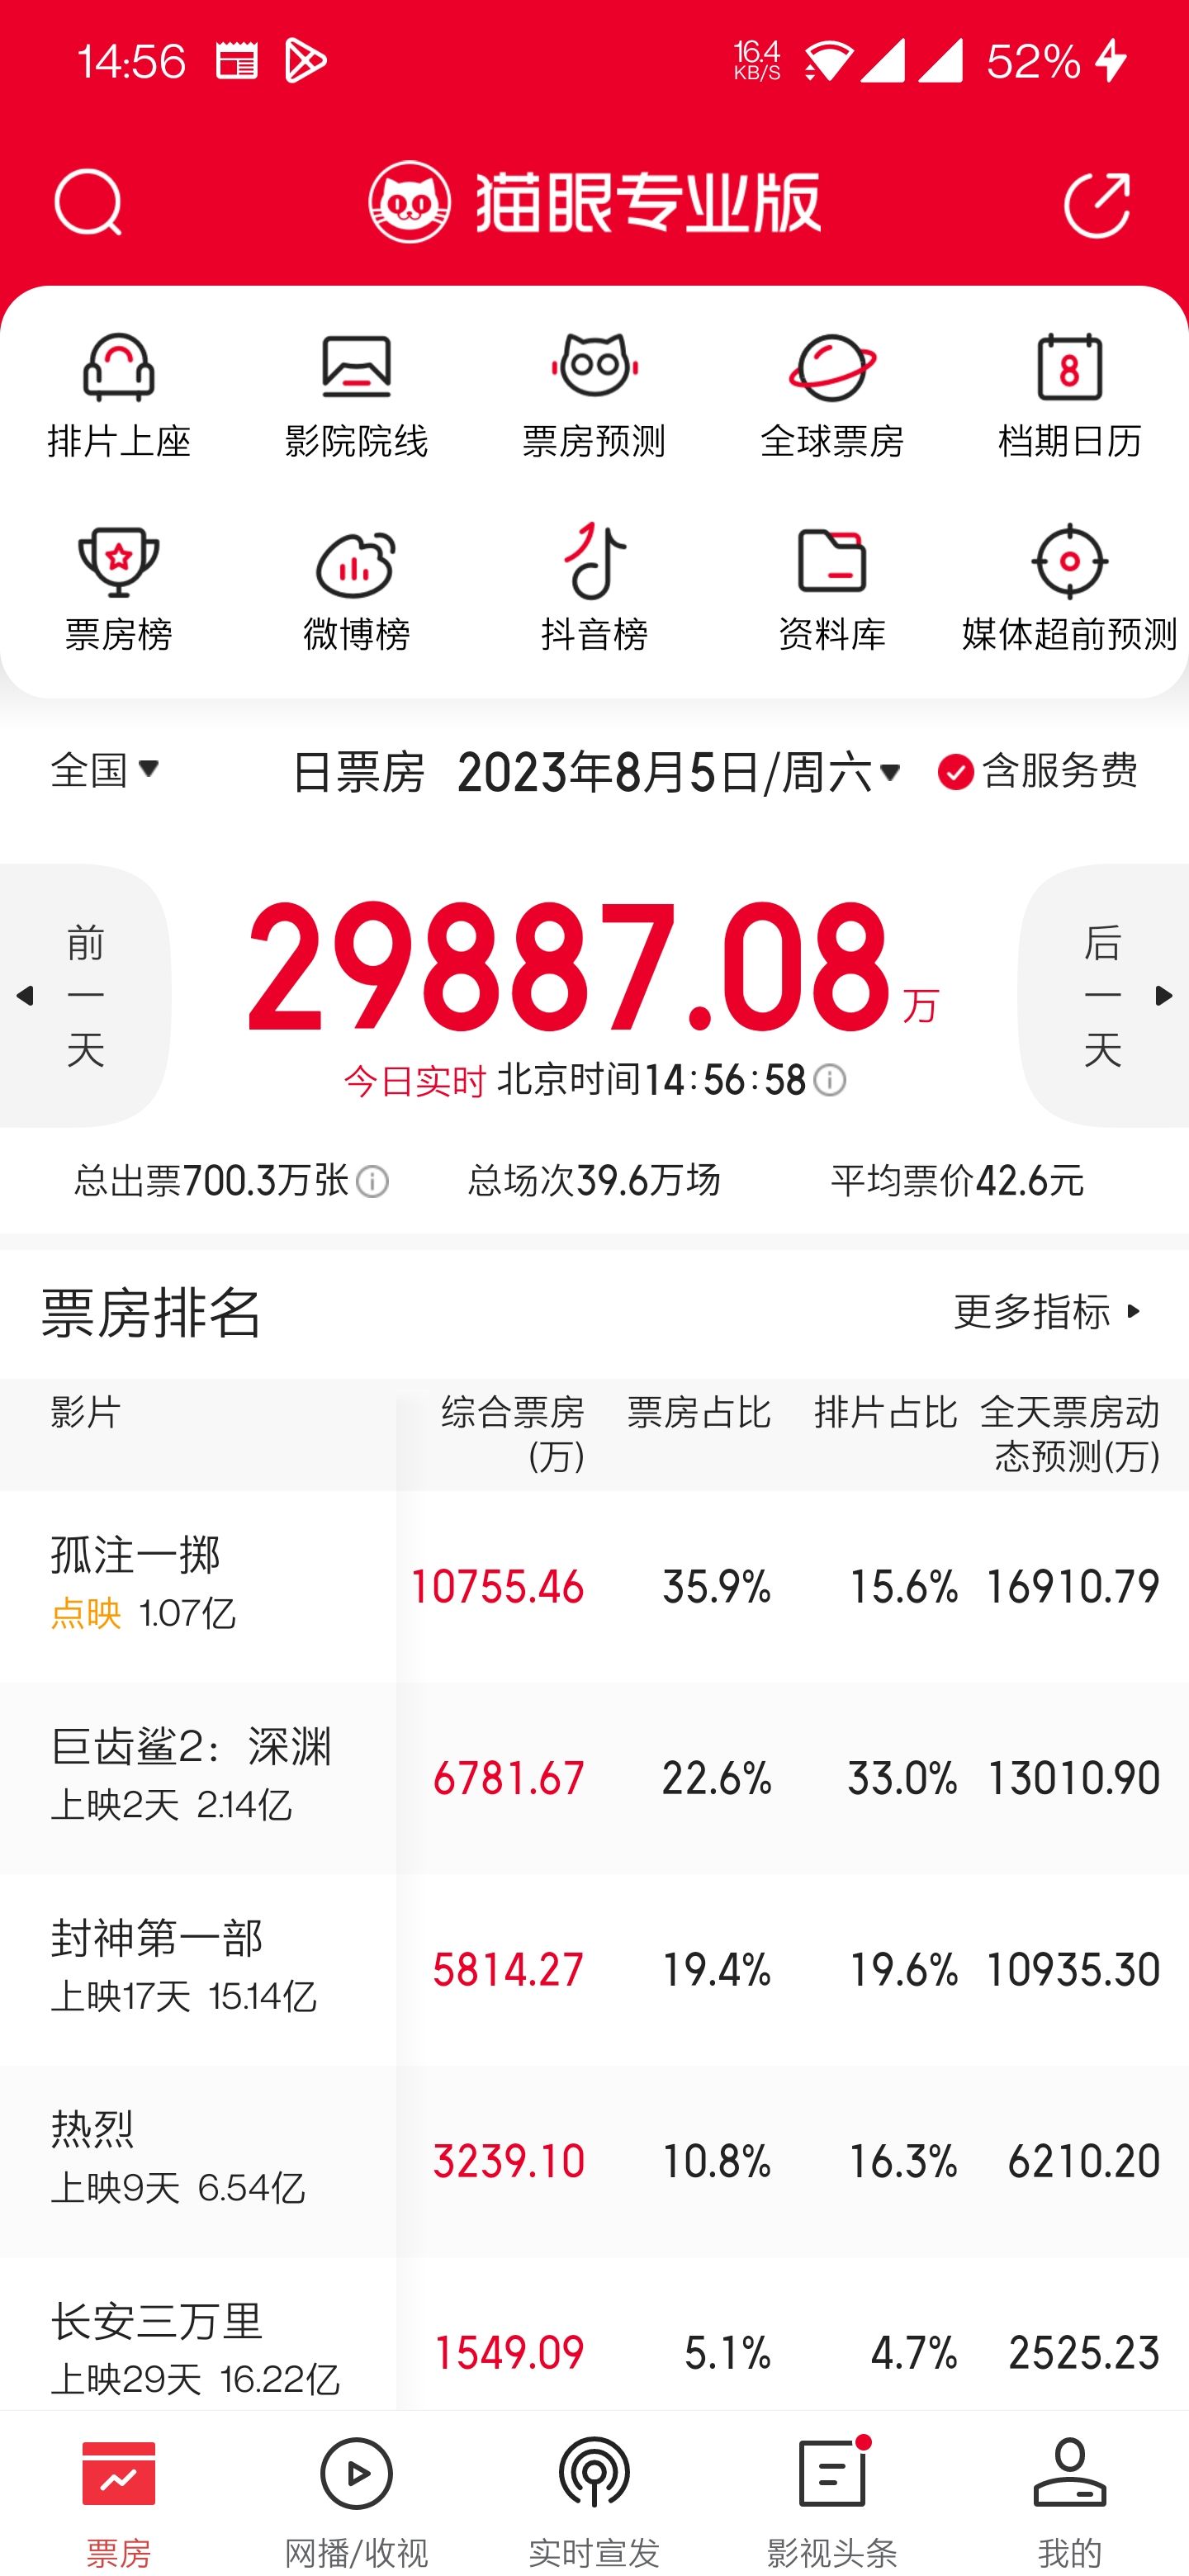 14:56 16.4 KB/S 52%
猫眼专业版
8
排片上座 影院院线 票房预测 全球票房 档期日历
票房榜 微博榜 抖音榜 资料库 媒体超前预测
全国 日票房 2023年8月5日/周六 含服务费
前一天 29887.08万 后一天
今日实时 北京时间14:56:58
总出票700.3万张 总场次39.6万场 平均票价42.6元
票房排名 更多指标
影片 综合票房(万) 票房占比 排片占比 全天票房动态预测(万)
孤注一掷 10755.46 35.9% 15.6% 16910.79
点映 1.07亿
巨齿鲨2：深渊 6781.67 22.6% 33.0% 13010.90
上映2天 2.14亿
封神第一部 5814.27 19.4% 19.6% 10935.30
上映17天 15.14亿
热烈 3239.10 10.8% 16.3% 6210.20
上映9天 6.54亿
长安三万里 1549.09 5.1% 4.7% 2525.23
上映29天 16.22亿
票房 网播/收视 实时宣发 影视头条 我的